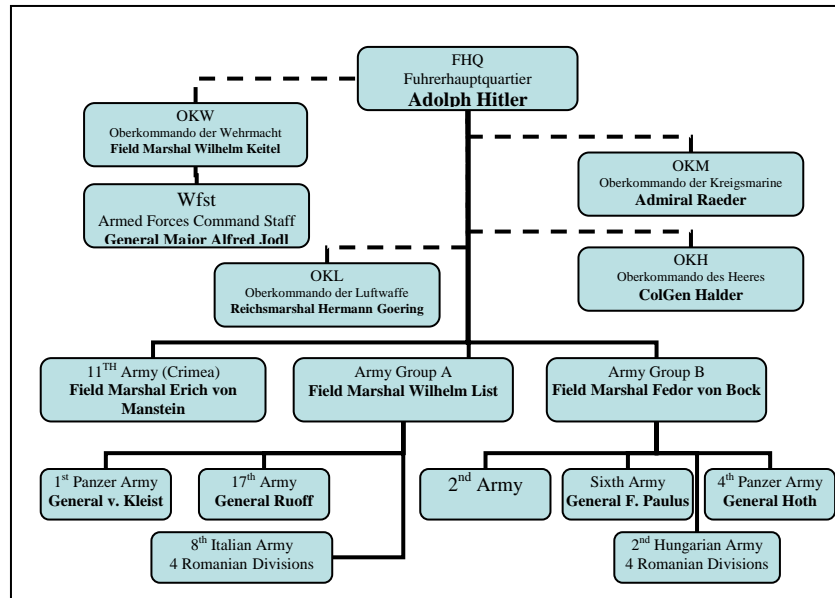 FHQ
Fuhrerhauptquartier
Adolph Hitler
OKW
Oberkommando der Wehrmacht
Field Marshal Wilhelm Keitel
Wfst
Armed Forces Command Staff
General Major Alfred Jodl
OKM
Oberkommando der Kreigsmarine
Admiral Raeder
OKL
Oberkommando der Luftwaffe
Reichsmarshal Hermann Goering
OKH
Oberkommando des Heeres
ColGen Halder
11TH Army (Crimea)
Field Marshal Erich von
Manstein
Army Group A
Field Marshal Wilhelm List
Army Group B
Field Marshal Fedor von Bock
1st Panzer Army
General v. Kleist
17th Army
General Ruoff
2nd Army
Sixth Army
General F. Paulus
4th Panzer Army
General Hoth
8th Italian Army
4 Romanian Divisions
2nd Hungarian Army
4 Romanian Divisions